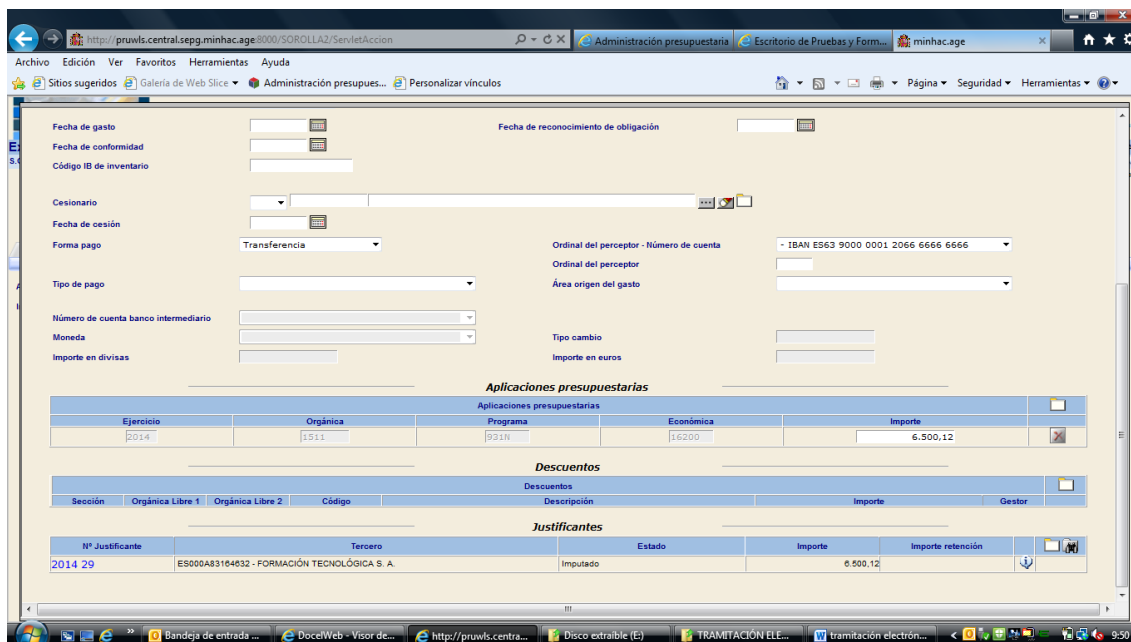 http://pruwls.central.sepg.minhac.age:8000/SOROLLA2/ServletAccion
Administración presupuestaria
Escritorio de Pruebas y Form...
minhac.age
Archivo Edición Ver Favoritos Herramientas Ayuda
Sitios sugeridos Galería de Web Slice Administración presupues... Personalizar vínculos
Página Seguridad Herramientas
Fecha de gasto Fecha de reconocimiento de obligación
Fecha de conformidad
Código IB de inventario
Cesionario
Fecha de cesión
Forma pago Transferencia Ordinal del perceptor - Número de cuenta - IBAN ES63 9000 0001 2066 6666 6666
Ordinal del perceptor
Tipo de pago Área origen del gasto
Número de cuenta banco intermediario
Moneda Tipo cambio
Importe en divisas Importe en euros
Aplicaciones presupuestarias
Aplicaciones presupuestarias
Ejercicio Orgánica Programa Económica Importe
2014 1511 931N 16200 6.500,12
Descuentos
Descuentos
Sección Orgánica Libre 1 Orgánica Libre 2 Código Descripción Importe Gestor
Justificantes
Nº Justificante Tercero Estado Importe Importe retención
2014 29 ES000A83164632 - FORMACIÓN TECNOLÓGICA S. A. Imputado 6.500,12
Bandeja de entrada ... DocelWeb - Visor de... http://pruwls.centra... Disco extraíble (E:) TRAMITACIÓN ELE... tramitación electrón... 9:50